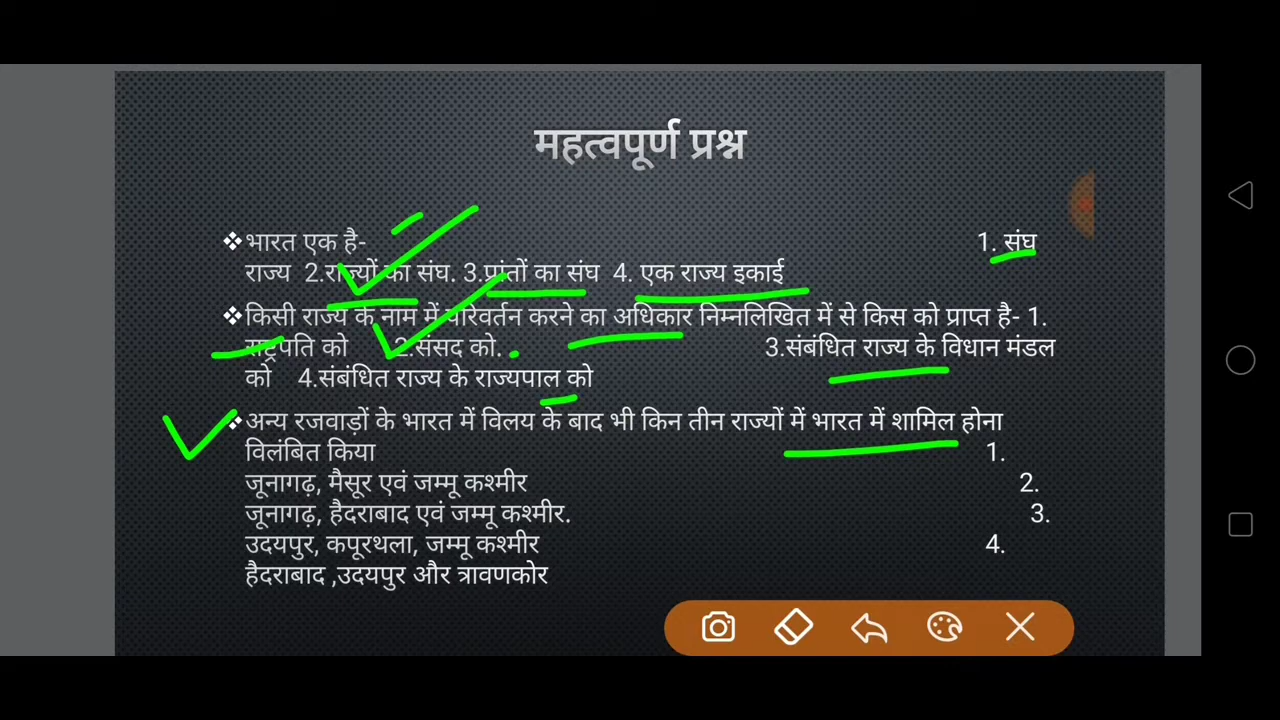 महत्वपूर्ण प्रश्न
❖भारत एक है- 1. संघ
राज्य 2.राज्यों का संघ. 3.प्रांतों का संघ 4. एक राज्य इकाई
❖किसी राज्य के नाम में परिवर्तन करने का अधिकार निम्नलिखित में से किस को प्राप्त है- 1.
राष्ट्रपति को 2.संसद को. 3.संबंधित राज्य के विधान मंडल
को 4.संबंधित राज्य के राज्यपाल को
❖अन्य रजवाड़ों के भारत में विलय के बाद भी किन तीन राज्यों में भारत में शामिल होना
विलंबित किया 1.
जूनागढ़, मैसूर एवं जम्मू कश्मीर 2.
जूनागढ़, हैदराबाद एवं जम्मू कश्मीर. 3.
उदयपुर, कपूरथला, जम्मू कश्मीर 4.
हैदराबाद ,उदयपुर और त्रावणकोर